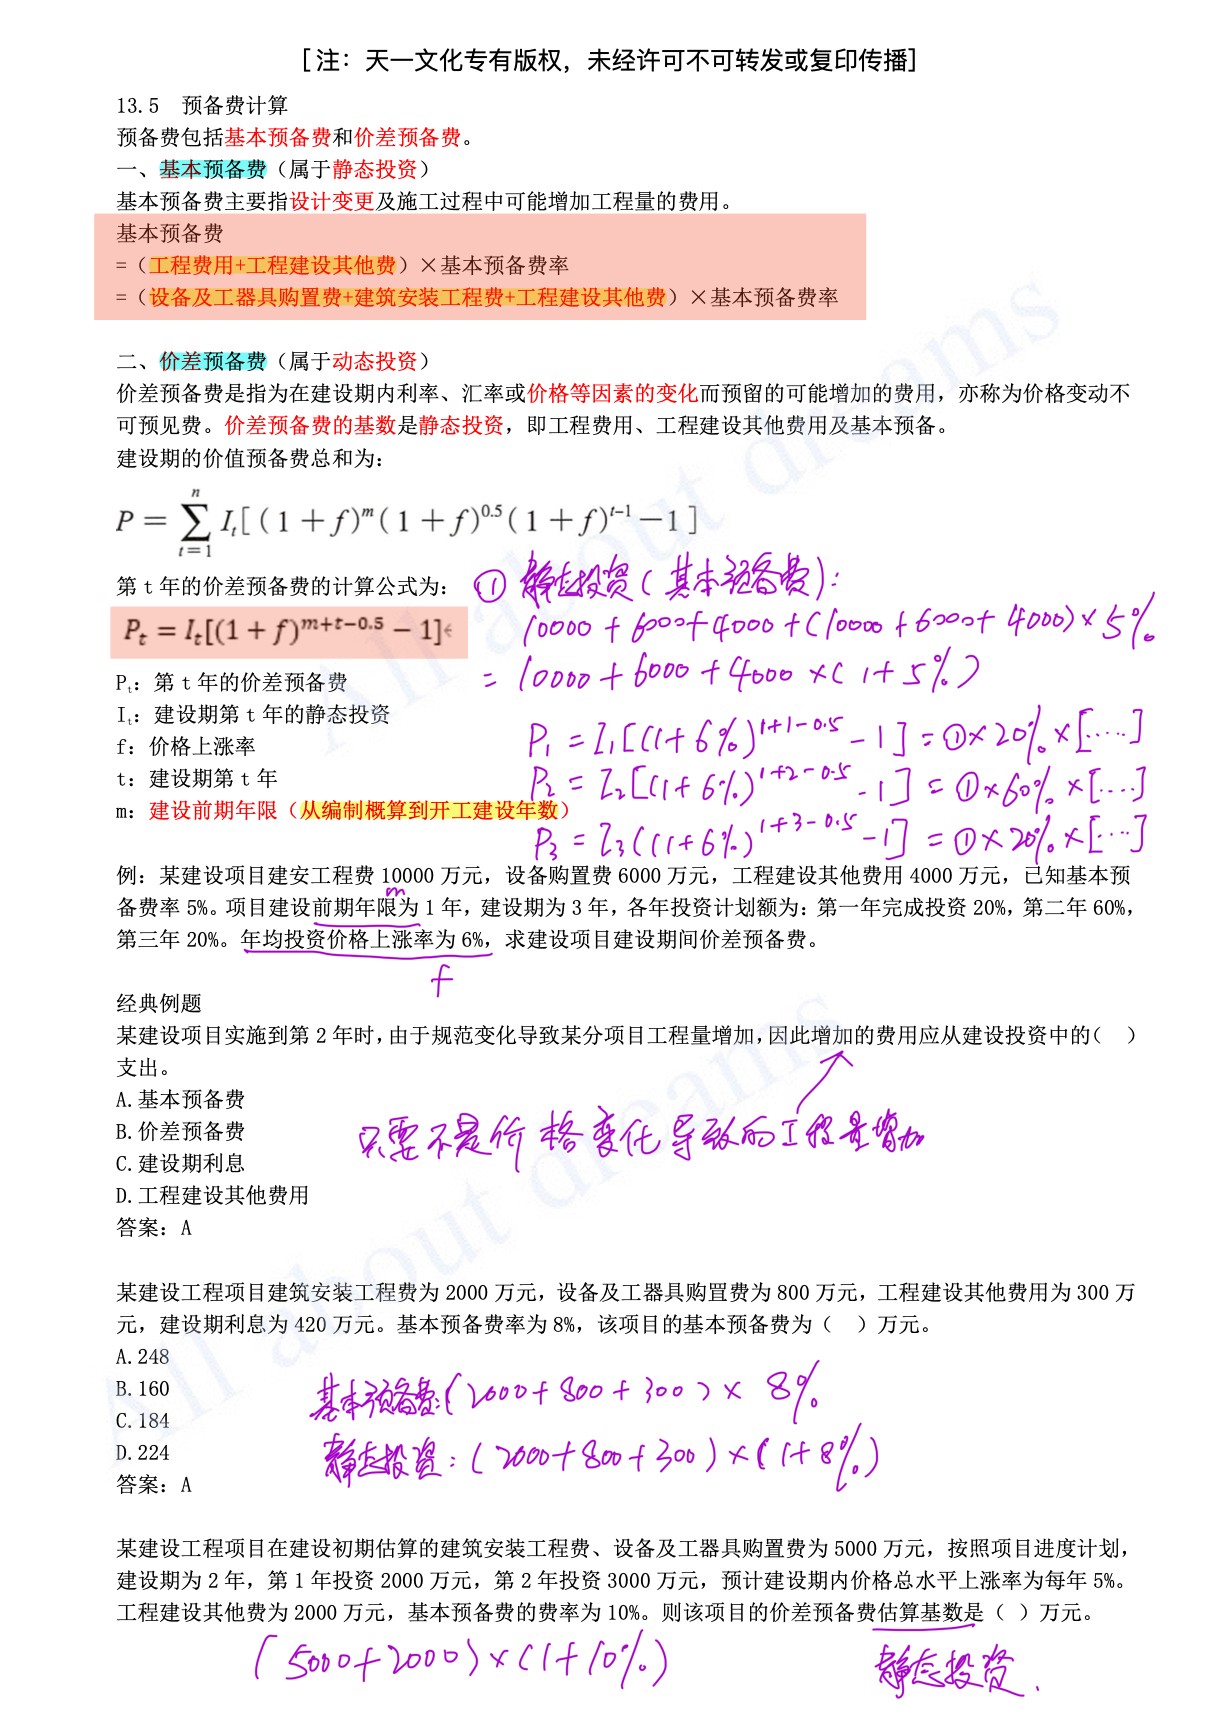 [注：天一文化专有版权，未经许可不可转发或复印传播]
13.5 预备费计算
预备费包括基本预备费和价差预备费。
一、基本预备费（属于静态投资）
基本预备费主要指设计变更及施工过程中可能增加工程量的费用。
基本预备费
=（工程费用+工程建设其他费）×基本预备费率
=（设备及工器具购置费+建筑安装工程费+工程建设其他费）×基本预备费率
二、价差预备费（属于动态投资）
价差预备费是指为在建设期内利率、汇率或价格等因素的变化而预留的可能增加的费用，亦称为价格变动不
可预见费。价差预备费的基数是静态投资，即工程费用、工程建设其他费用及基本预备。
建设期的价值预备费总和为：
P = ∑_{t=1}^{n} I_t[(1+f)^m(1+f)^{0.5}(1+f)^{t-1}-1]
第 t 年的价差预备费的计算公式为：
① 静态投资（基本预备费）：
P_t = I_t[(1+f)^{m+t-0.5} - 1]
10000 + 6000 + 4000 + (10000 + 6000 + 4000) × 5%
= 10000 + 6000 + 4000 × (1+5%)
P_t：第 t 年的价差预备费
I_t：建设期第 t 年的静态投资
f：价格上涨率
t：建设期第 t 年
m：建设前期年限（从编制概算到开工建设年数）
P_1 = I_1[(1+6%)^{1+1-0.5} - 1] = ①×20%×[·····]
P_2 = I_2[(1+6%)^{1+2-0.5} - 1] = ①×60%×[····]
P_3 = I_3((1+6%)^{1+3-0.5} - 1] = ①×20%×[····]
例：某建设项目建安工程费 10000 万元，设备购置费 6000 万元，工程建设其他费用 4000 万元，已知基本预
m
备费率 5%。项目建设前期年限为 1 年，建设期为 3 年，各年投资计划额为：第一年完成投资 20%，第二年 60%，
第三年 20%。年均投资价格上涨率为 6%，求建设项目建设期间价差预备费。
f
经典例题
某建设项目实施到第 2 年时，由于规范变化导致某分项目工程量增加，因此增加的费用应从建设投资中的（ ）
支出。
A.基本预备费
B.价差预备费
C.建设期利息
D.工程建设其他费用
只要不是价格变化导致的工程量增加
答案：A
某建设工程项目建筑安装工程费为 2000 万元，设备及工器具购置费为 800 万元，工程建设其他费用为 300 万
元，建设期利息为 420 万元。基本预备费率为 8%，该项目的基本预备费为（ ）万元。
A.248
B.160
C.184
D.224
基本预备费：(2000+800+300) × 8%
静态投资：(2000+800+300) × (1+8%)
答案：A
某建设工程项目在建设初期估算的建筑安装工程费、设备及工器具购置费为 5000 万元，按照项目进度计划，
建设期为 2 年，第 1 年投资 2000 万元，第 2 年投资 3000 万元，预计建设期内价格总水平上涨率为每年 5%。
工程建设其他费为 2000 万元，基本预备费的费率为 10%。则该项目的价差预备费估算基数是（ ）万元。
(5000+2000)×(1+10%)
静态投资.
All about dreams
All about dreams